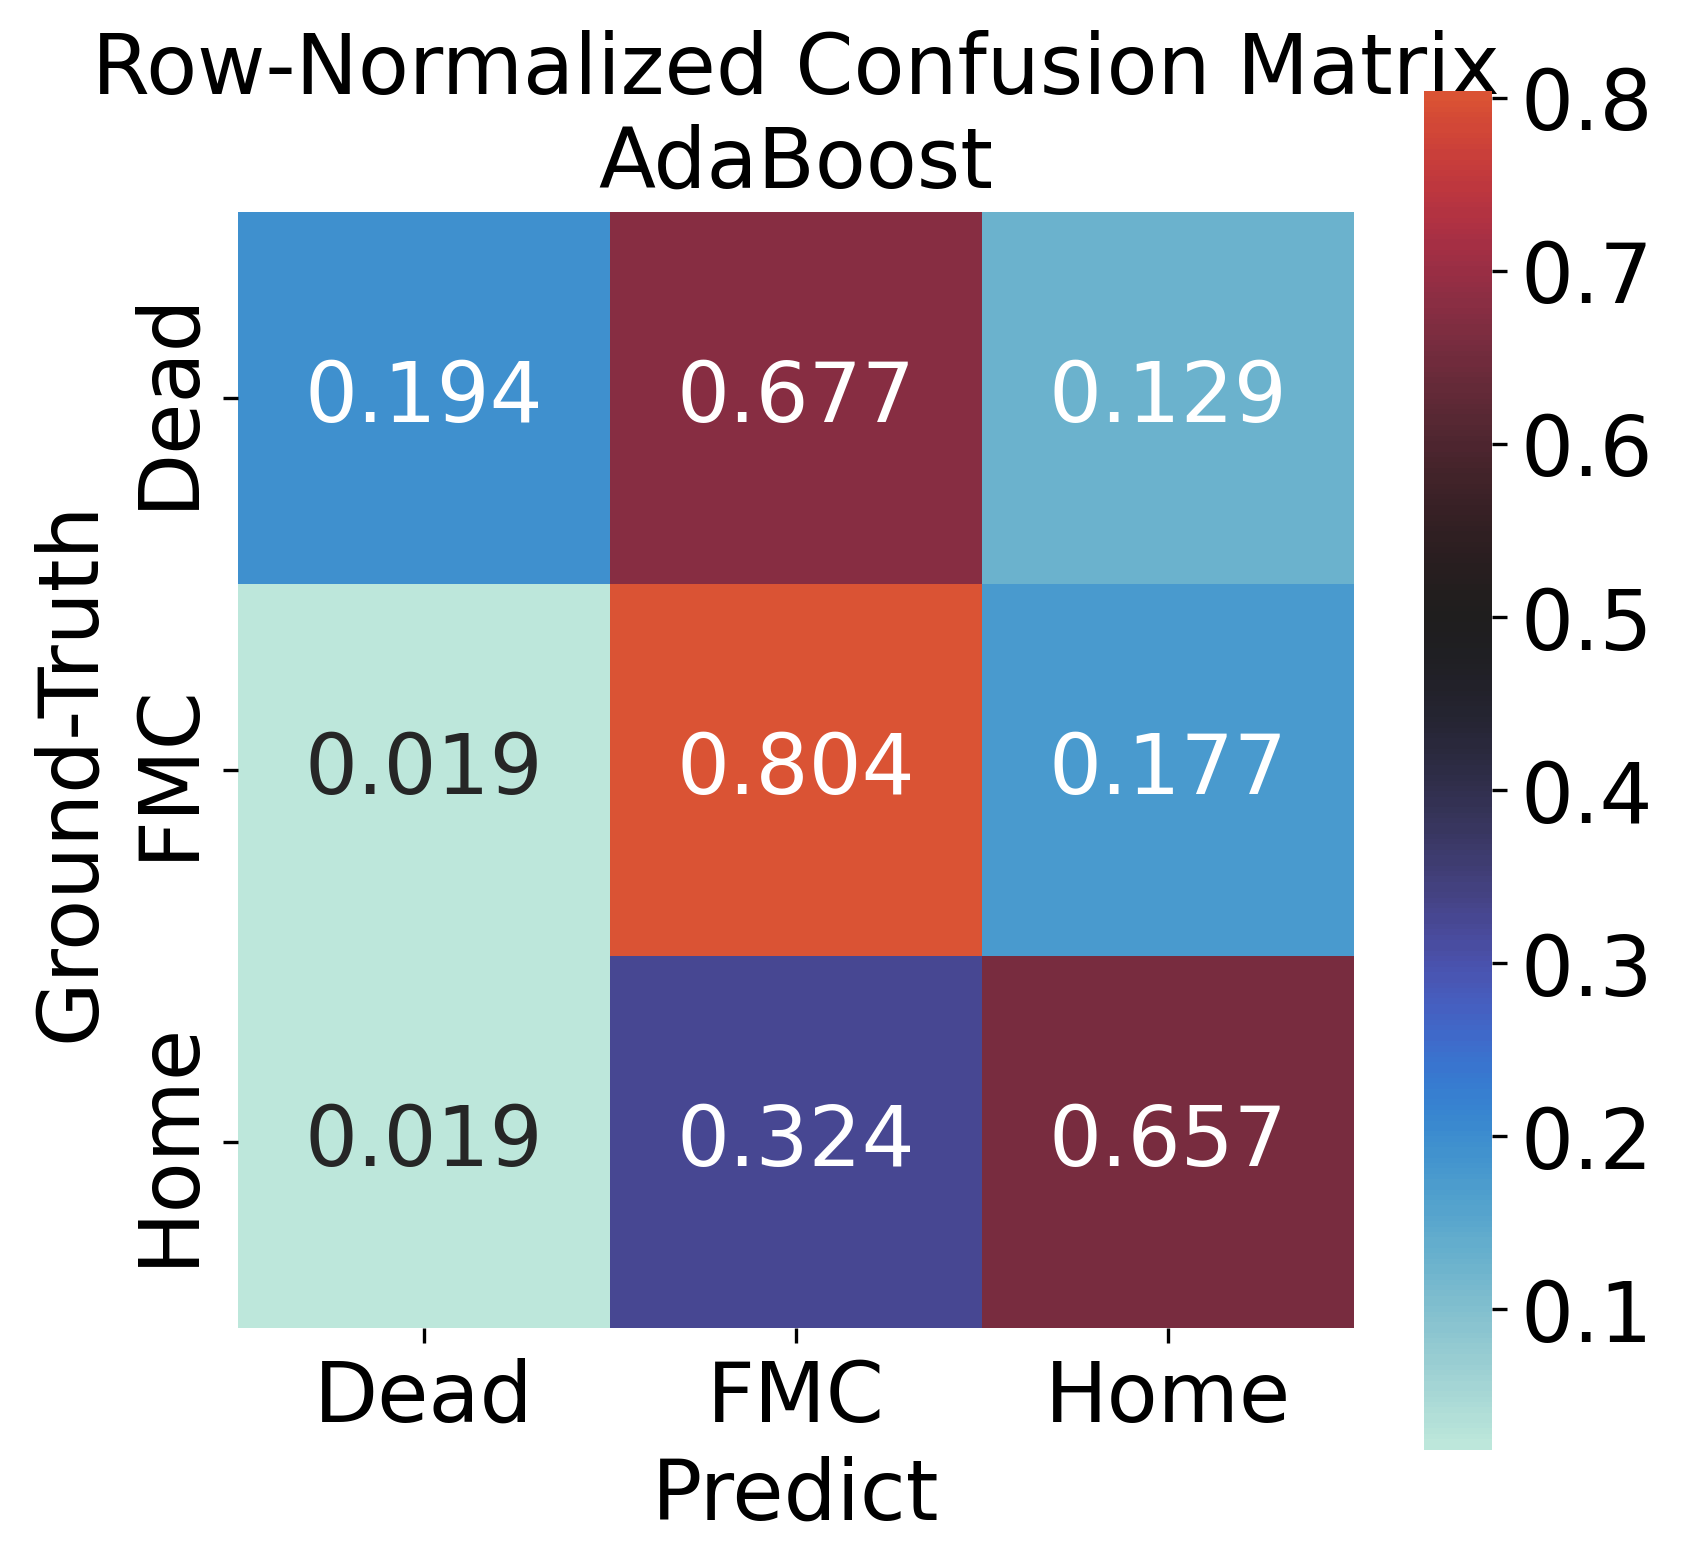 Row-Normalized Confusion Matrix
AdaBoost
Ground-Truth
Dead
0.194 0.677 0.129
FMC
0.019 0.804 0.177
Home
0.019 0.324 0.657
Dead FMC Home
Predict
0.8
0.7
0.6
0.5
0.4
0.3
0.2
0.1